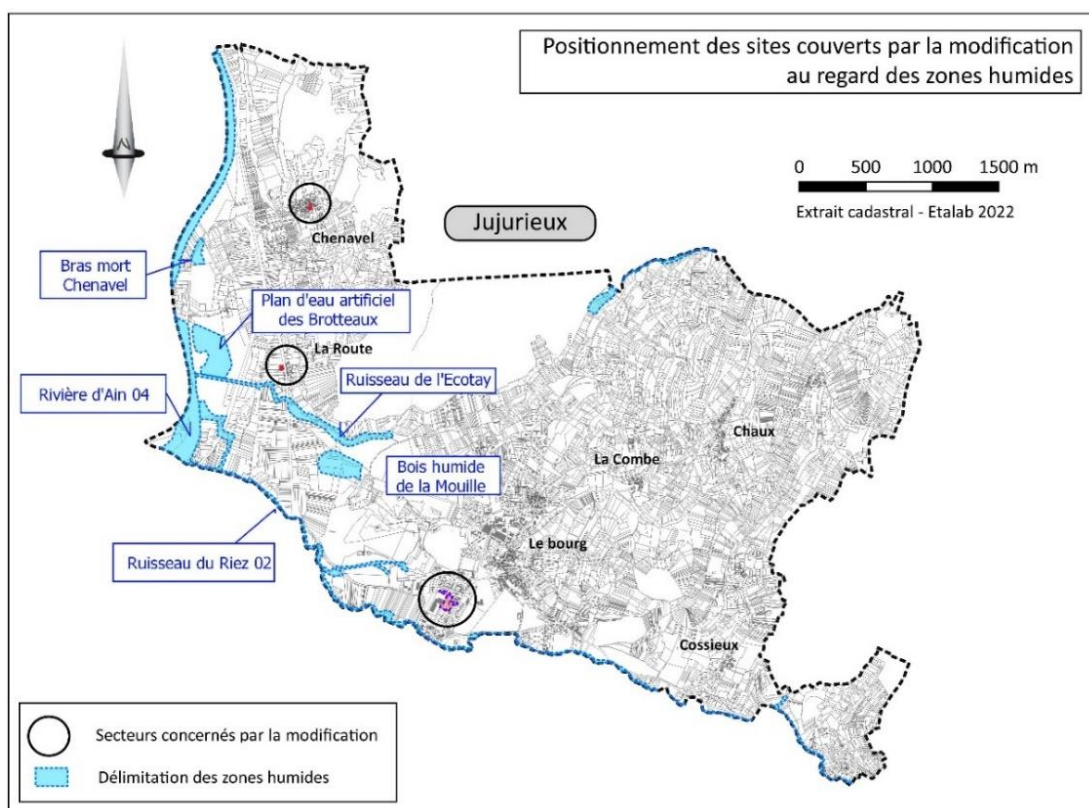 Positionnement des sites couverts par la modification
au regard des zones humides
0 500 1000 1500 m
Extrait cadastral - Etalab 2022
Z
Jujurieux
Chenavel
Bras mort
Chenavel
Plan d'eau artificiel
des Brotteaux
La Route
Ruisseau de l'Ecotay
Rivière d'Ain 04
Chaux
La Combe
Bois humide
de la Mouille
Le bourg
Ruisseau du Riez 02
Cossieux
Secteurs concernés par la modification
Délimitation des zones humides